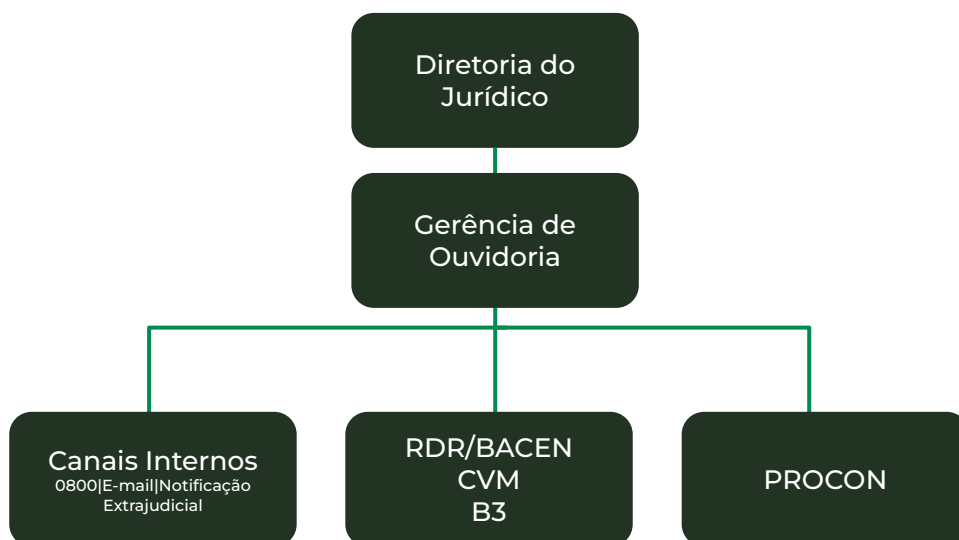 Diretoria do
Jurídico
Gerência de
Ouvidoria
Canais Internos
0800|E-mail|Notificação
Extrajudicial
RDR/BACEN
CVM
B3
PROCON